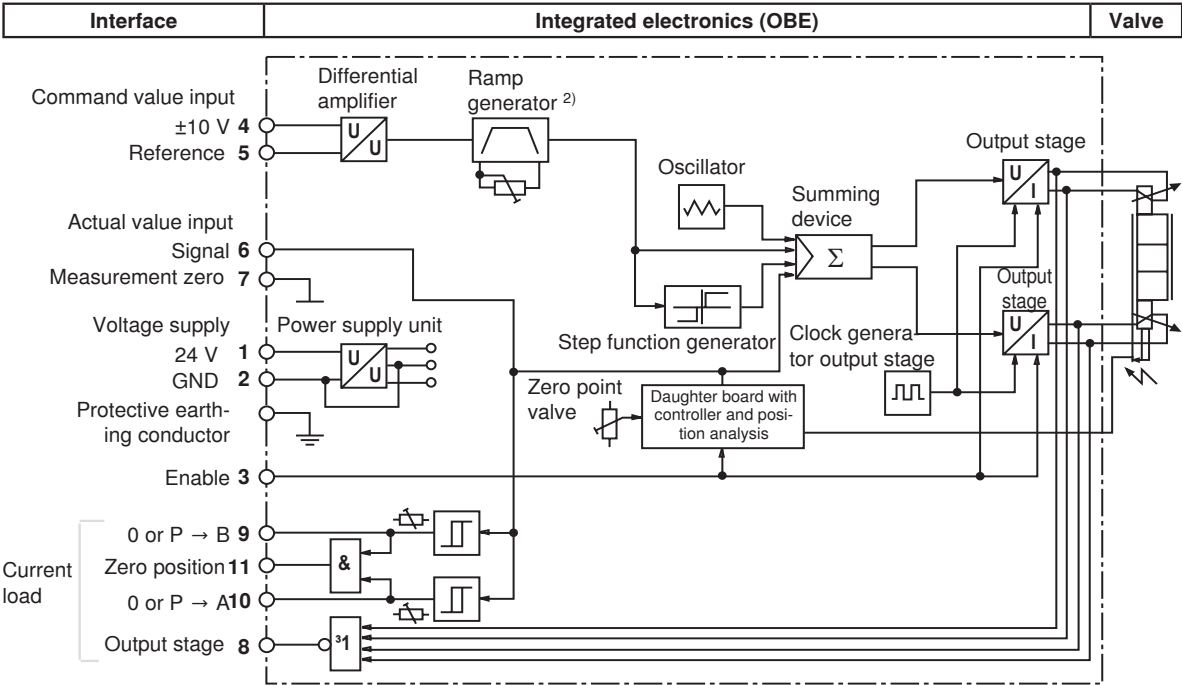 Interface
Integrated electronics (OBE)
Valve
Differential
amplifier
Ramp
generator 2)
Command value input
±10 V 4
Reference 5
U
U
Oscillator
Output stage
U
I
Summing
device
Σ
Actual value input
Signal 6
Measurement zero 7
Output
stage
U
I
Step function generator
Voltage supply
Power supply unit
24 V 1
GND 2
U
U
Clock genera
tor output stage
Zero point
valve
Daughter board with
controller and posi-
tion analysis
Protective earth-
ing conductor
Enable 3
Current
load
0 or P → B 9
Zero position 11
&
0 or P → A10
Output stage 8
³1